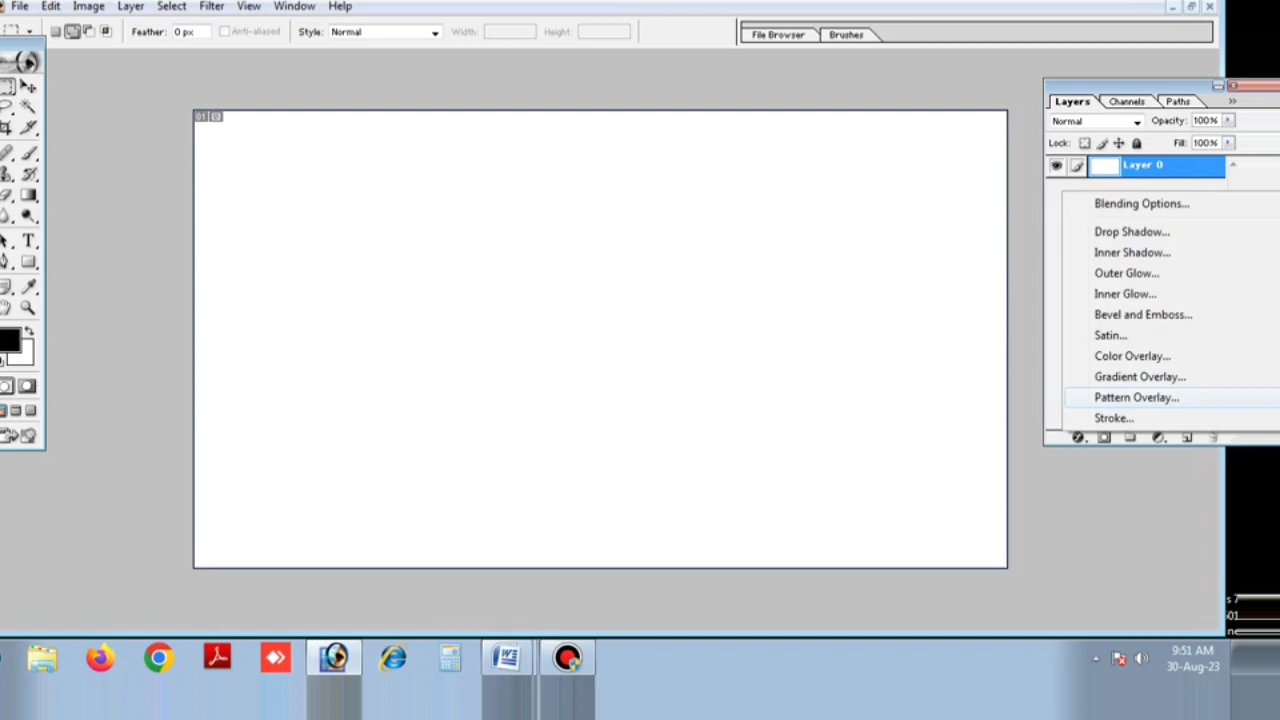 File Edit Image Layer Select Filter View Window Help
Feather: 0 px Anti-aliased Style: Normal Width: Height: File Browser Brushes
01
Layers Channels Paths
Normal Opacity: 100%
Lock: Fill: 100%
Layer 0
Blending Options...
Drop Shadow...
Inner Shadow...
Outer Glow...
Inner Glow...
Bevel and Emboss...
Satin...
Color Overlay...
Gradient Overlay...
Pattern Overlay...
Stroke...
s 7
01
9:51 AM
30-Aug-23